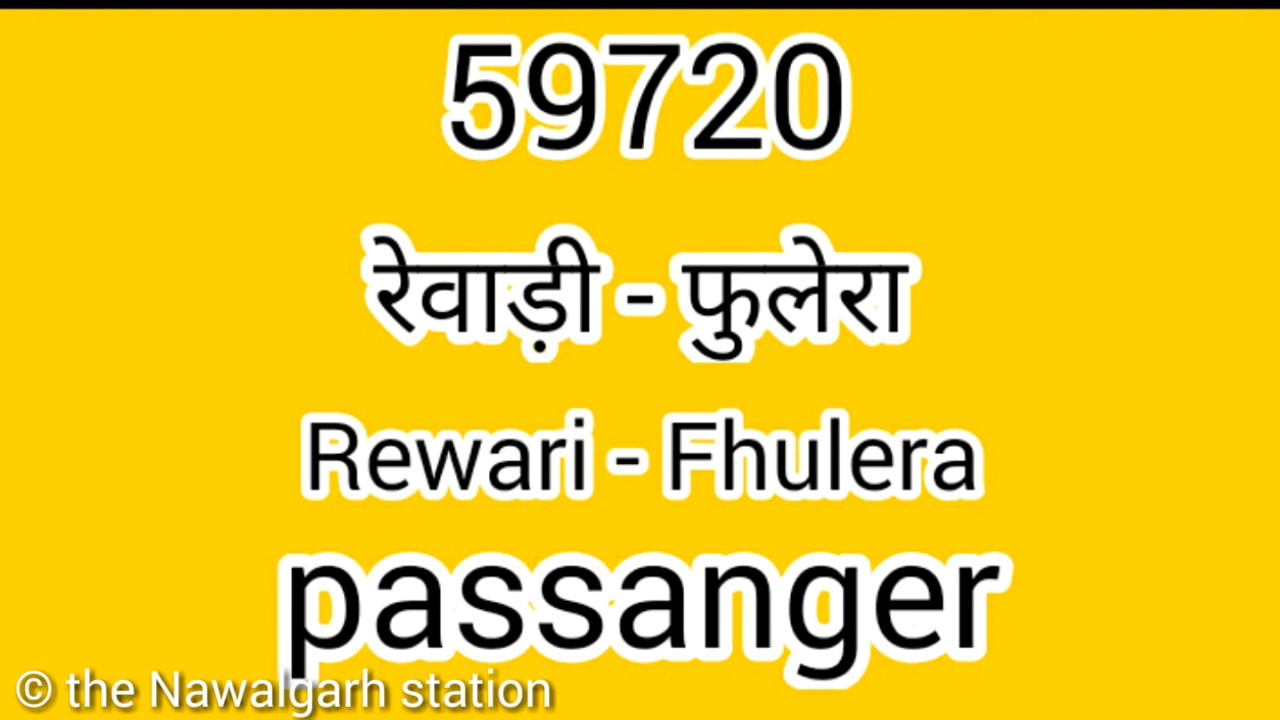 59720
रेवाड़ी - फुलेरा
Rewari - Fhulera
passanger
© the Nawalgarh station